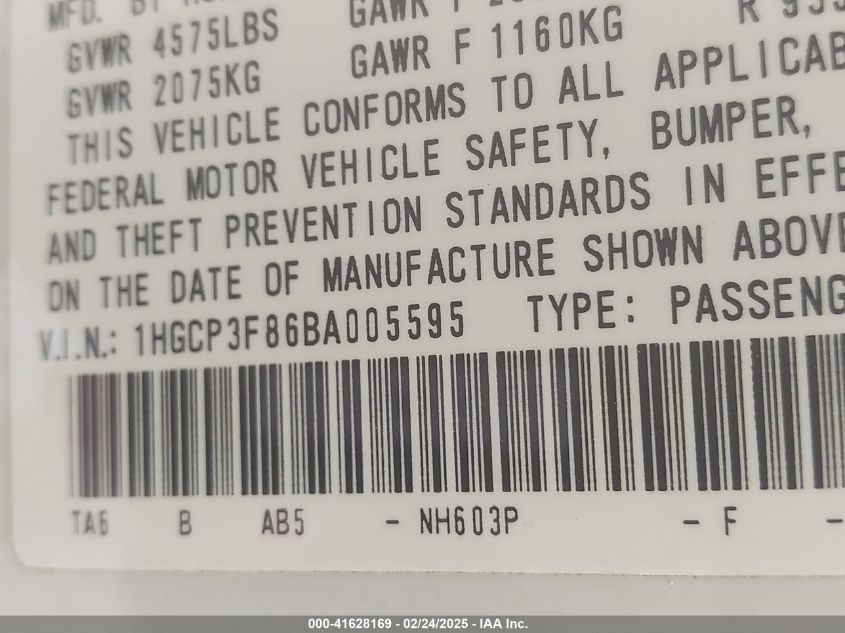 MFD. BY
GVWR 4575LBS GAWR F
GVWR 2075KG GAWR F 1160KG R
THIS VEHICLE CONFORMS TO ALL APPLICAB
FEDERAL MOTOR VEHICLE SAFETY, BUMPER,
AND THEFT PREVENTION STANDARDS IN EFFE
ON THE DATE OF MANUFACTURE SHOWN ABOVE
V.I.N.: 1HGCP3F86BA005595 TYPE: PASSENG
TA6 B AB5 - NH603P - F -
000-41628169 - 02/24/2025 - IAA Inc.